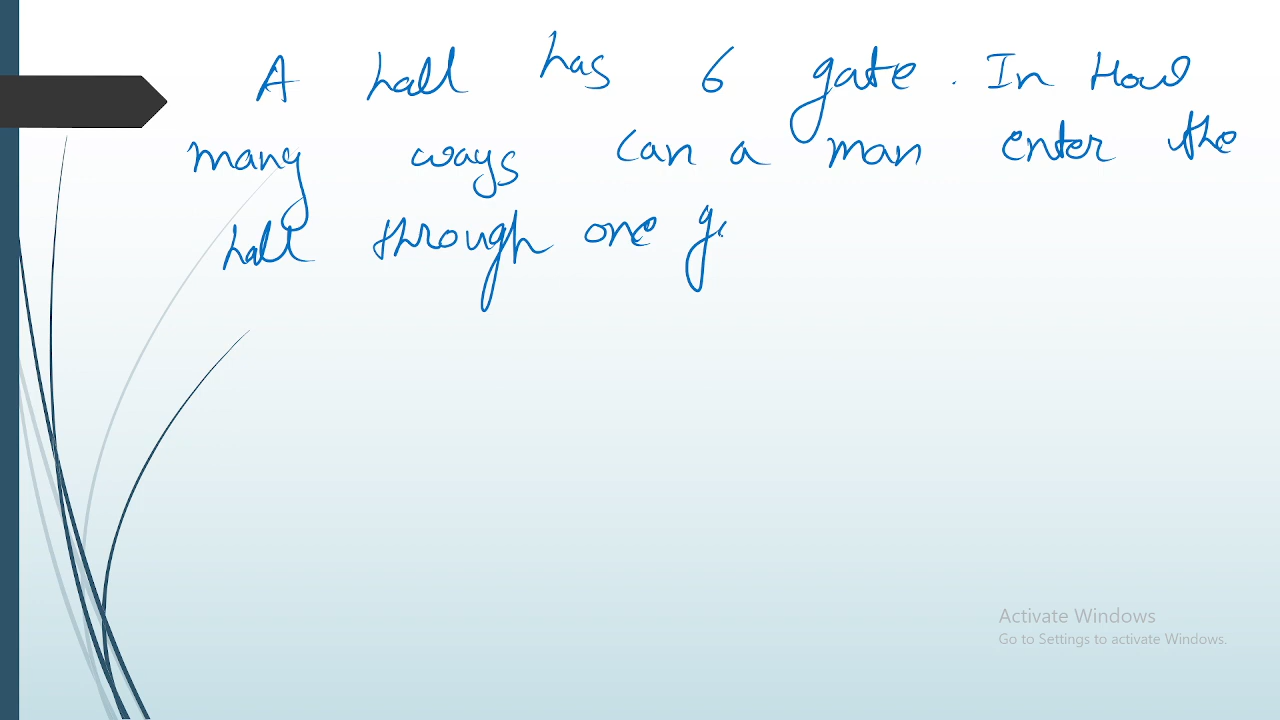 A hall has 6 gate. In How
many ways can a man enter the
hall through one ga
Activate Windows
Go to Settings to activate Windows.